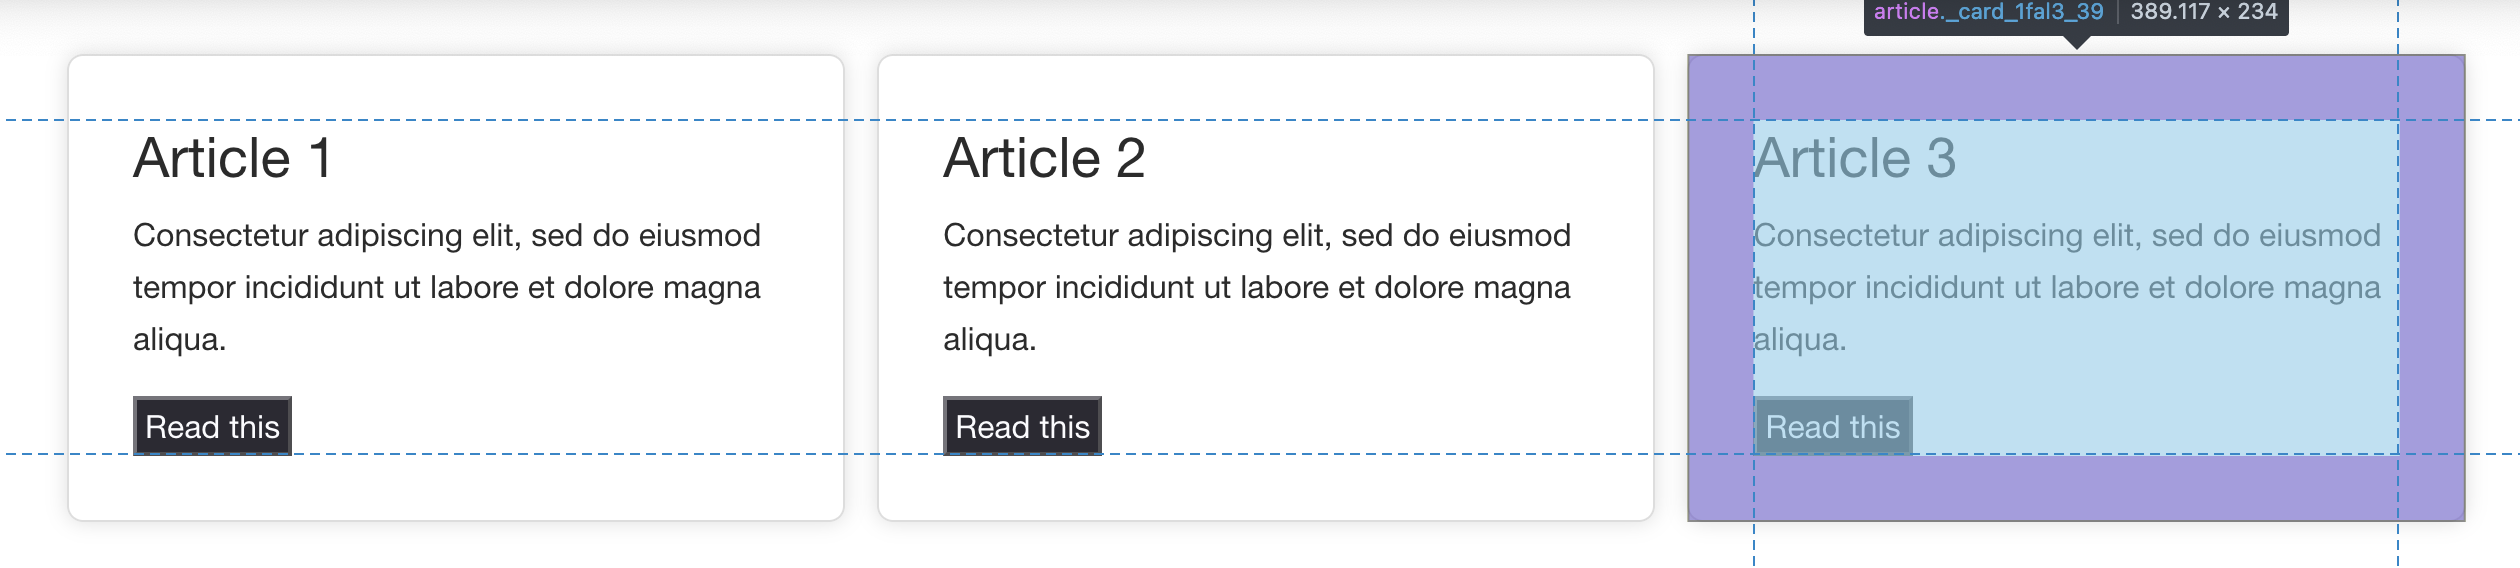 article._card_1fal3_39 389.117 × 234
Article 1
Consectetur adipiscing elit, sed do eiusmod
tempor incididunt ut labore et dolore magna
aliqua.
Read this
Article 2
Consectetur adipiscing elit, sed do eiusmod
tempor incididunt ut labore et dolore magna
aliqua.
Read this
Article 3
Consectetur adipiscing elit, sed do eiusmod
tempor incididunt ut labore et dolore magna
aliqua.
Read this